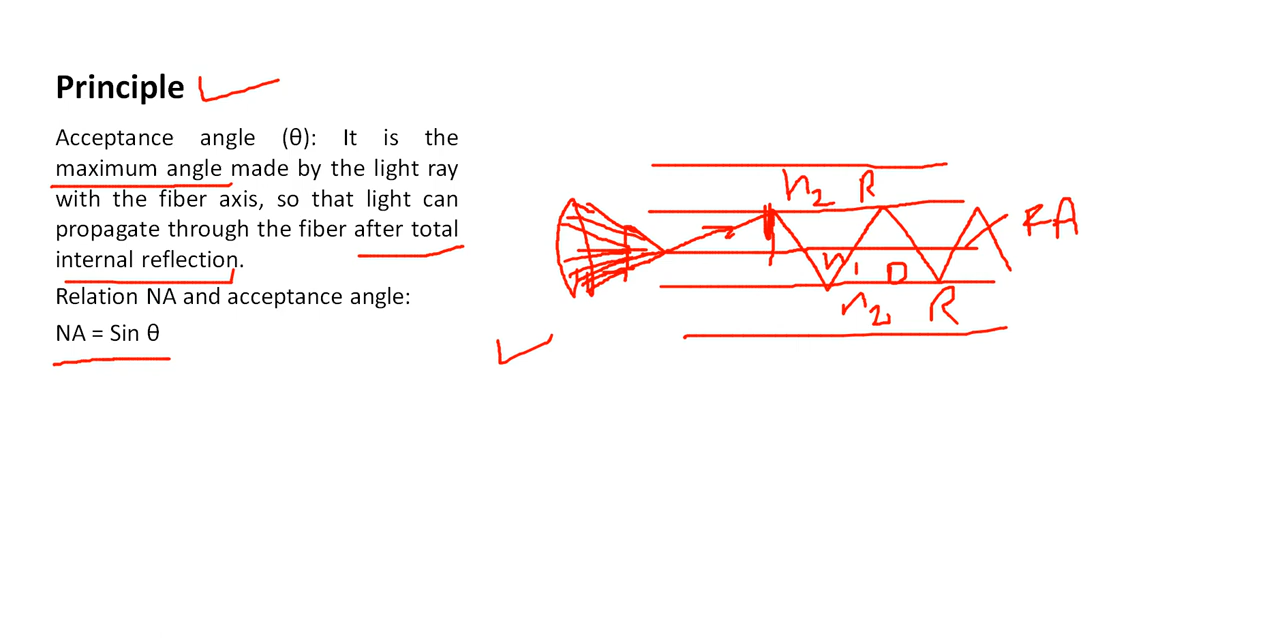 Principle
Acceptance angle (θ): It is the
maximum angle made by the light ray
with the fiber axis, so that light can
propagate through the fiber after total
internal reflection.
Relation NA and acceptance angle:
NA = Sin θ
n2 R
FA
n1 D
n2 R